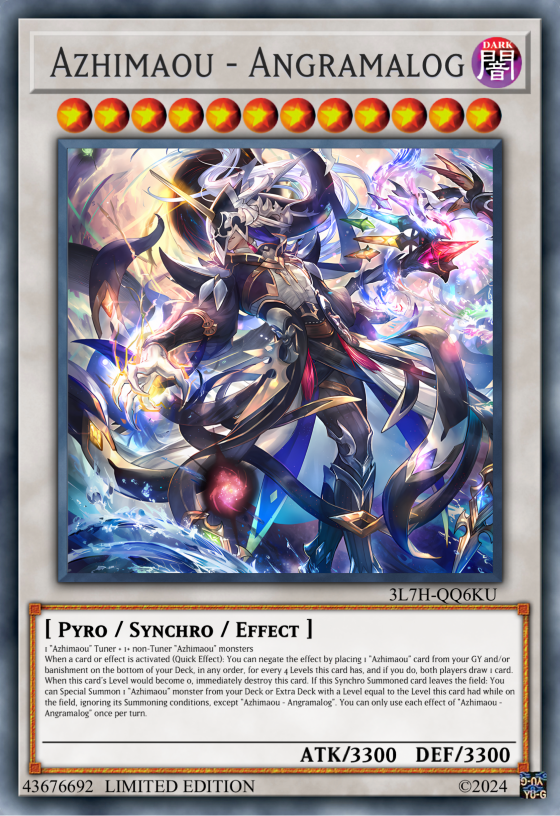 AZHIMAOU - ANGRAMALOG
DARK
闇
3L7H-QQ6KU
[ PYRO / SYNCHRO / EFFECT ]
1 "Azhimaou" Tuner + 1+ non-Tuner "Azhimaou" monsters
When a card or effect is activated (Quick Effect): You can negate the effect by placing 1 "Azhimaou" card from your GY and/or
banishment on the bottom of your Deck, in any order, for every 4 Levels this card has, and if you do, both players draw 1 card.
When this card's Level would become 0, immediately destroy this card. If this Synchro Summoned card leaves the field: You
can Special Summon 1 "Azhimaou" monster from your Deck or Extra Deck with a Level equal to the Level this card had while on
the field, ignoring its Summoning conditions, except "Azhimaou - Angramalog". You can only use each effect of "Azhimaou -
Angramalog" once per turn.
ATK/3300 DEF/3300
43676692 LIMITED EDITION
©2024
YU-G